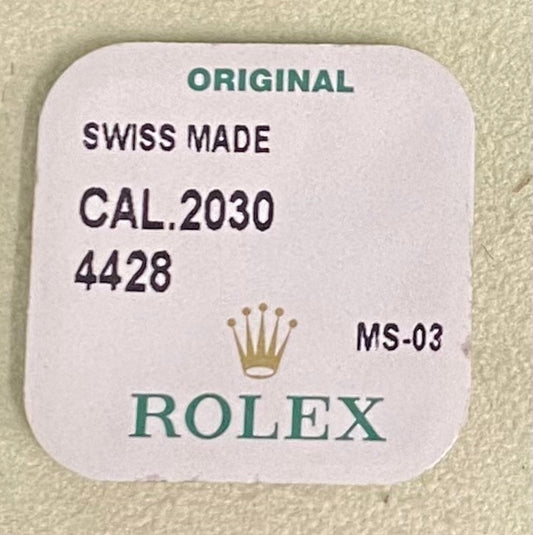 ORIGINAL
SWISS MADE
CAL.2030
4428
MS-03
ROLEX